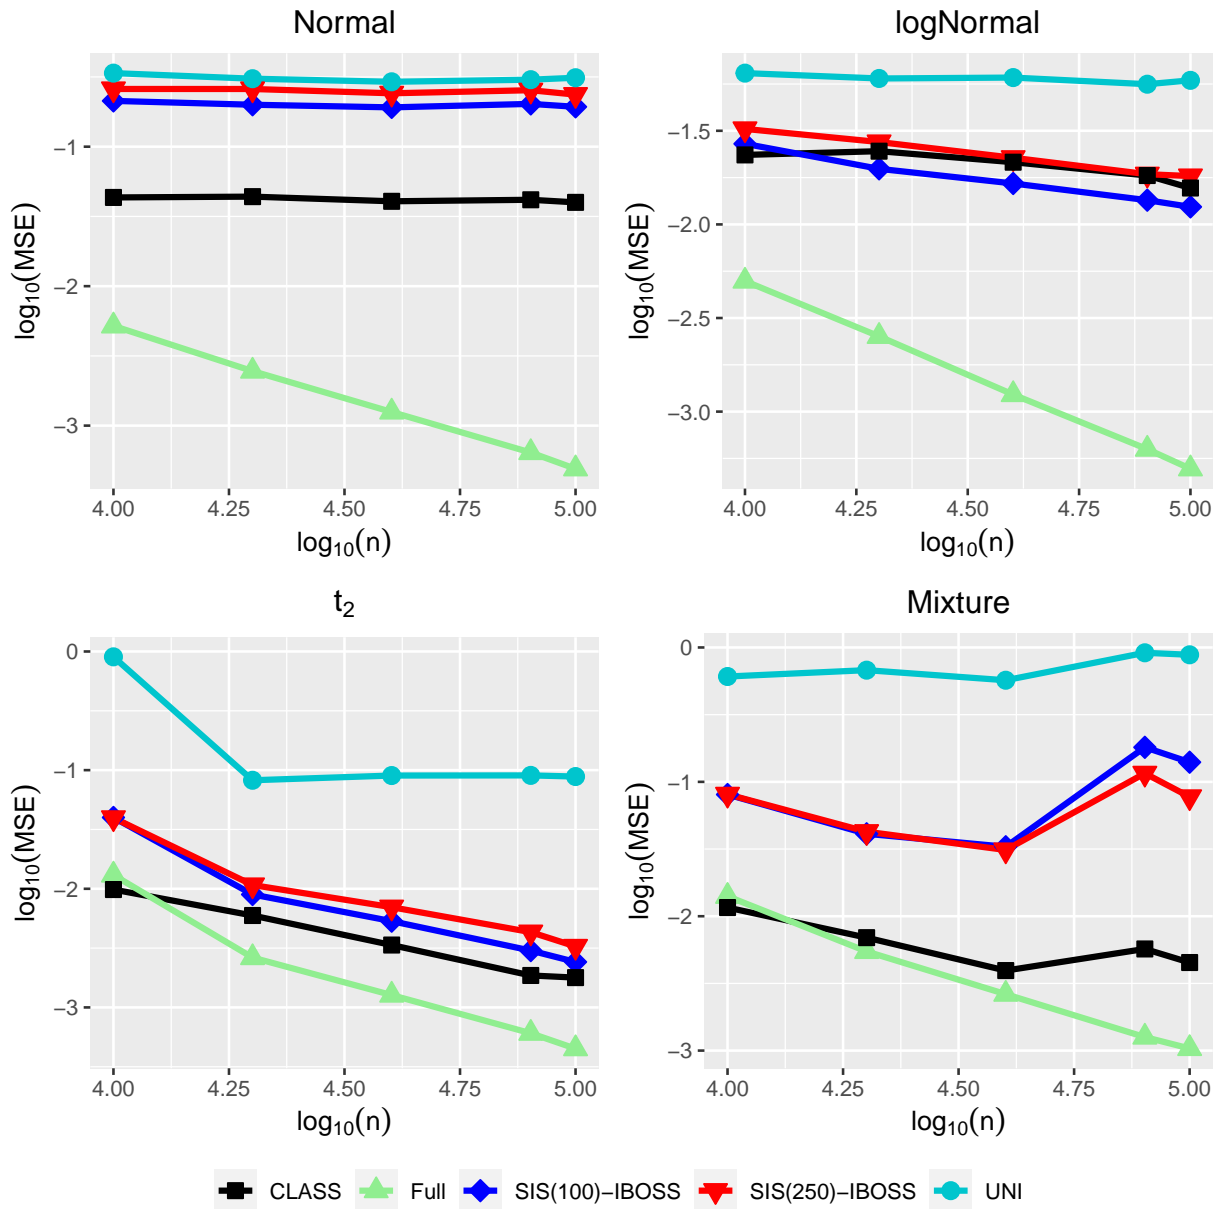 Normal
−1
−2
−3
log₁₀(MSE)
4.00 4.25 4.50 4.75 5.00
log₁₀(n)
logNormal
−1.5
−2.0
−2.5
−3.0
log₁₀(MSE)
4.00 4.25 4.50 4.75 5.00
log₁₀(n)
t₂
0
−1
−2
−3
log₁₀(MSE)
4.00 4.25 4.50 4.75 5.00
log₁₀(n)
Mixture
0
−1
−2
−3
log₁₀(MSE)
4.00 4.25 4.50 4.75 5.00
log₁₀(n)
CLASS Full SIS(100)−IBOSS SIS(250)−IBOSS UNI